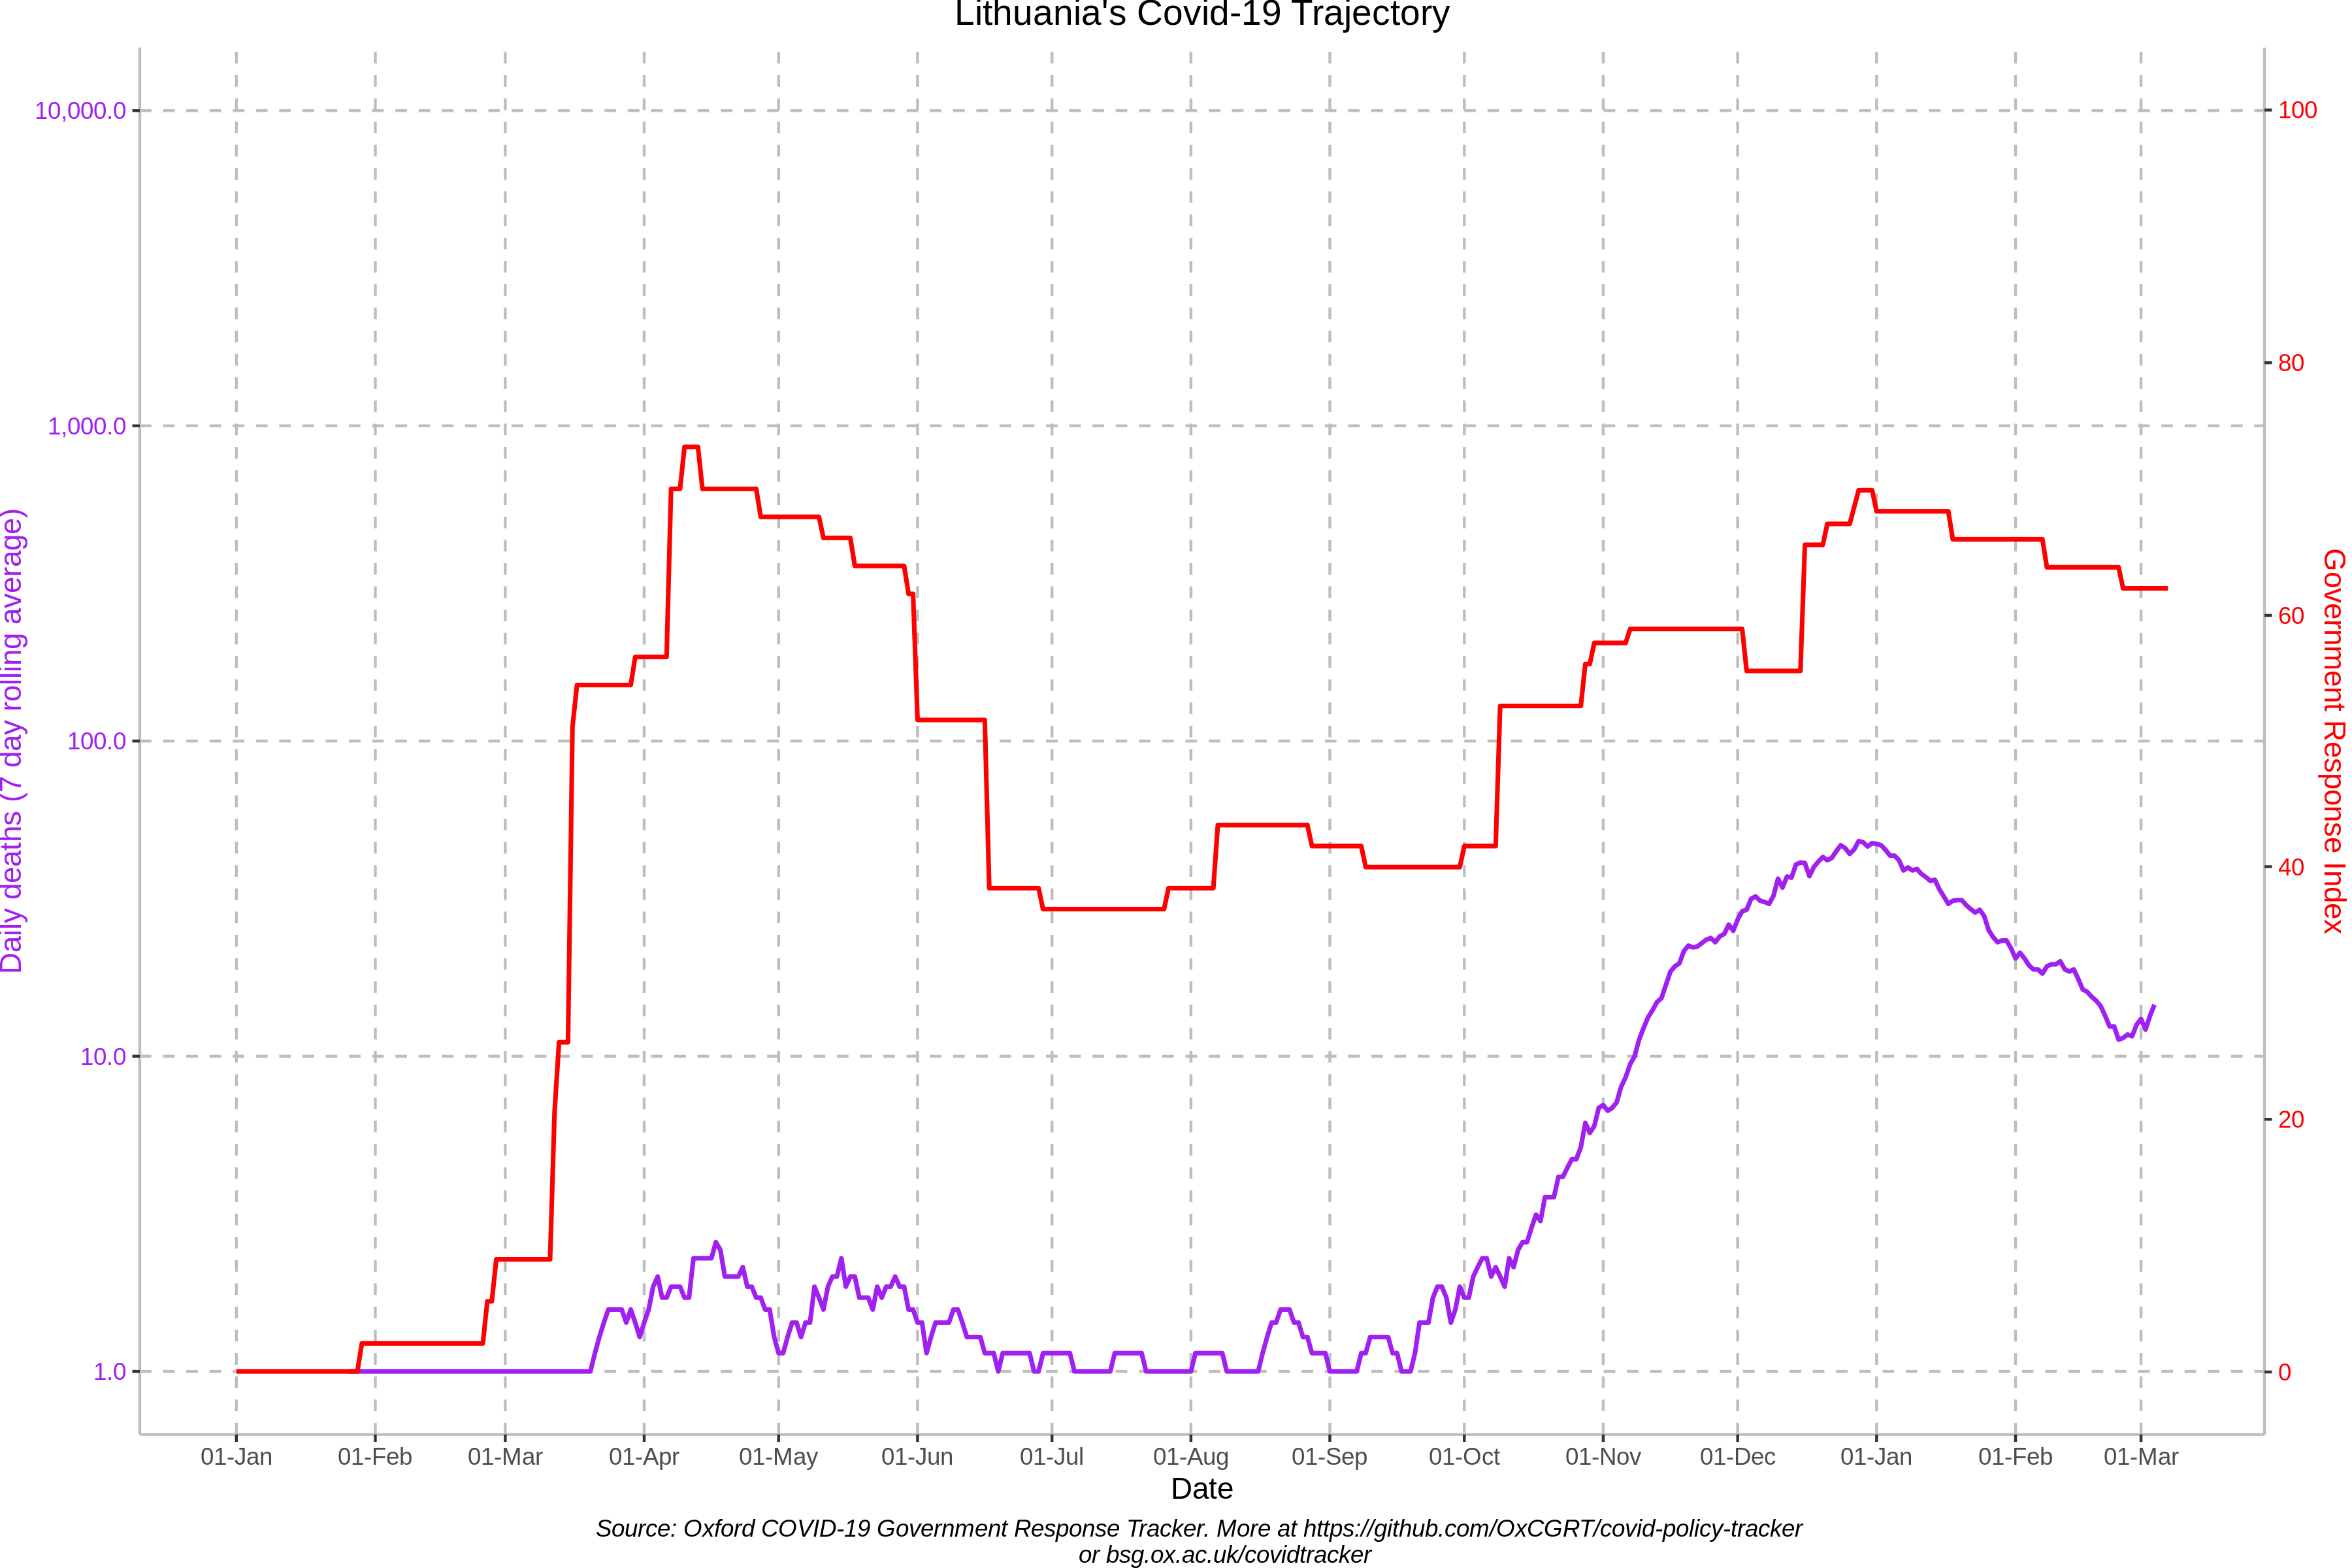 Lithuania's Covid-19 Trajectory
10,000.0
1,000.0
100.0
10.0
1.0
Daily deaths (7 day rolling average)
100
80
60
40
20
0
Government Response Index
01-Jan
01-Feb
01-Mar
01-Apr
01-May
01-Jun
01-Jul
01-Aug
01-Sep
01-Oct
01-Nov
01-Dec
01-Jan
01-Feb
01-Mar
Date
Source: Oxford COVID-19 Government Response Tracker. More at https://github.com/OxCGRT/covid-policy-tracker
or bsg.ox.ac.uk/covidtracker